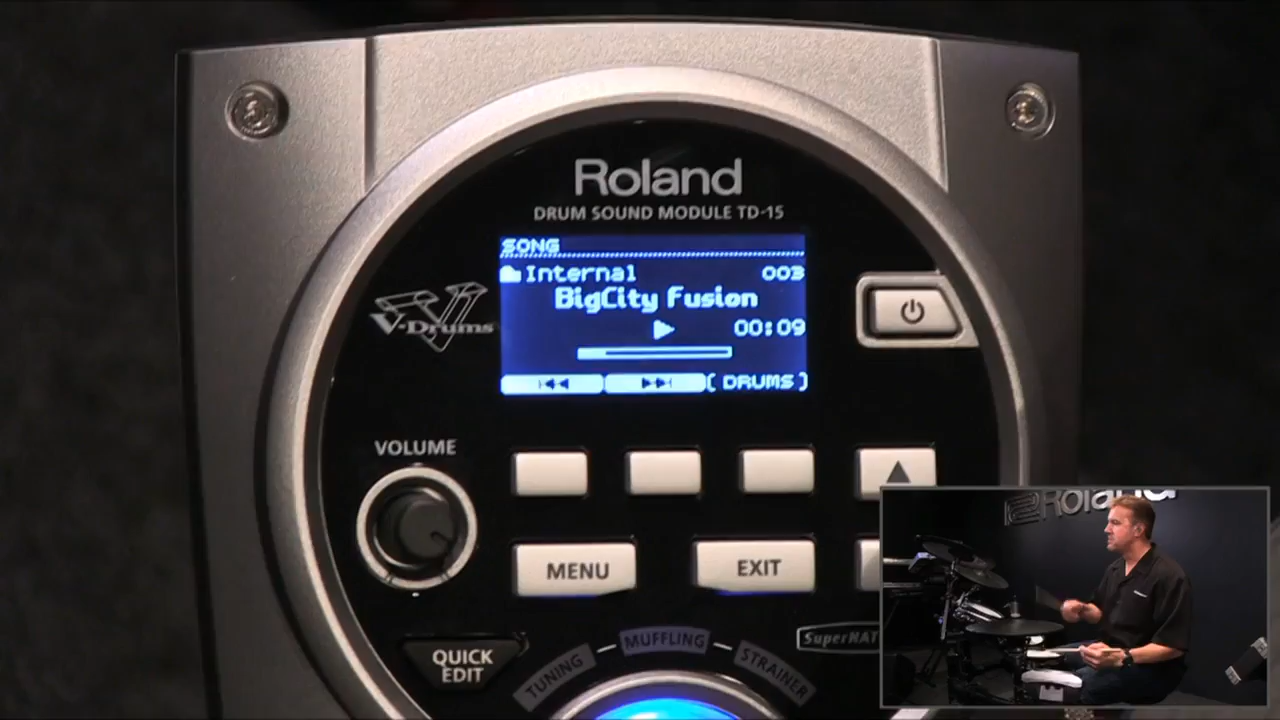 Roland
DRUM SOUND MODULE TD-15
SONG
Internal 003
BigCity Fusion
00:09
[ DRUMS ]
V-Drums
VOLUME
MENU EXIT
QUICK
EDIT
TUNING MUFFLING STRAINER
SuperNAT
Roland